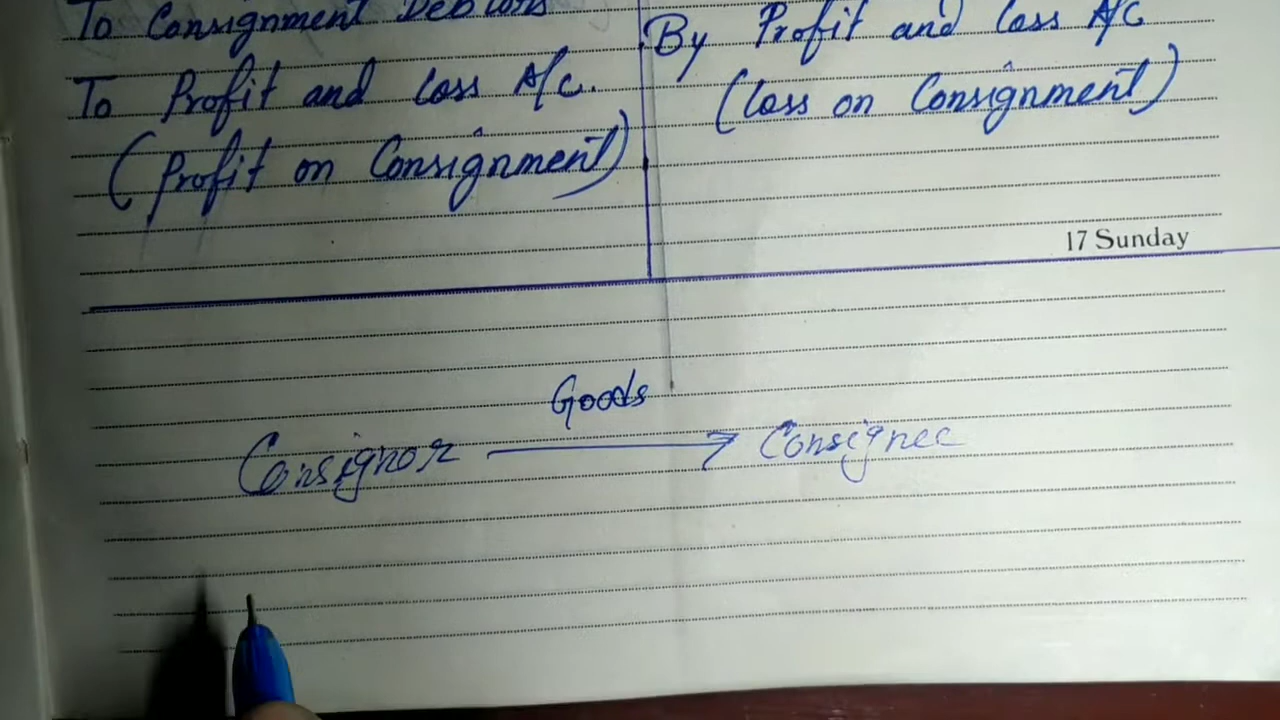 To Consignment Debtors
To Profit and Loss A/c.
(Profit on Consignment)
By Profit and Loss A/C
(Loss on Consignment)
17 Sunday
Goods
Consignor → Consignee